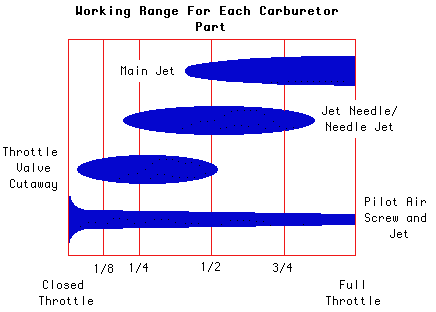 Working Range For Each Carburetor
Part
Main Jet
Jet Needle/
Needle Jet
Throttle
Valve
Cutaway
Pilot Air
Screw and
Jet
1/8 1/4 1/2 3/4
Closed
Throttle
Full
Throttle